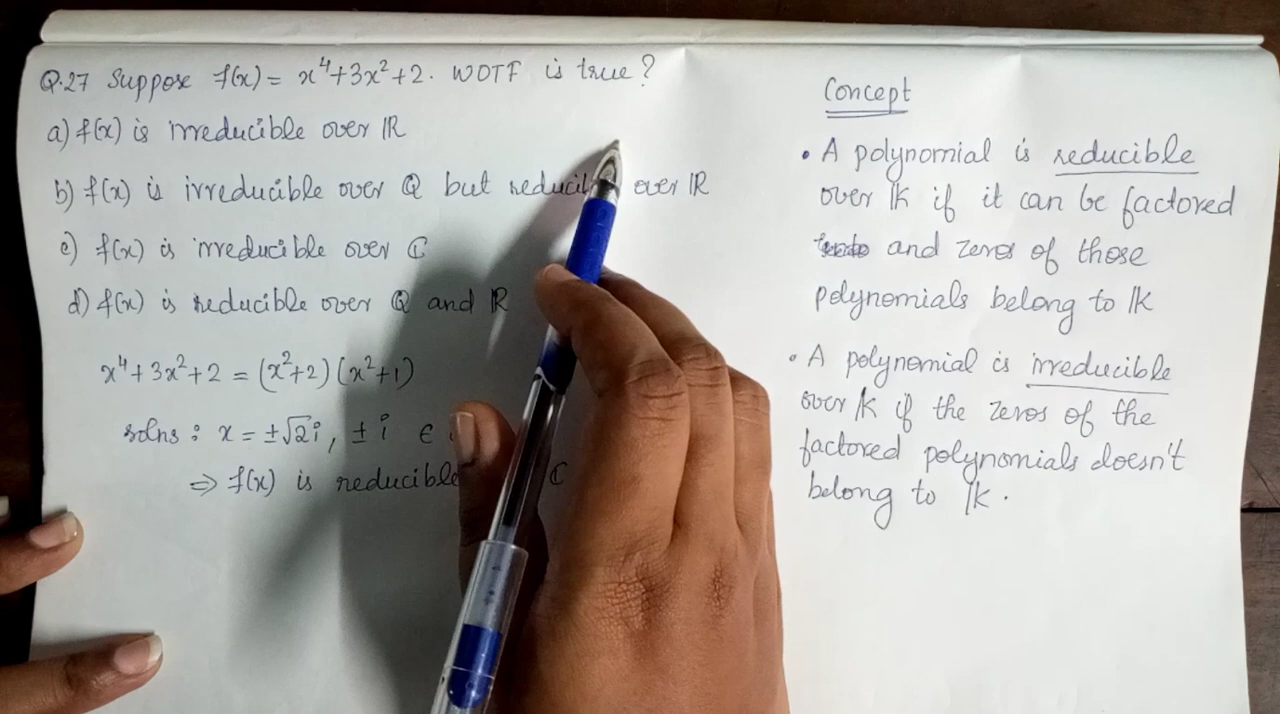 Q.27 Suppose f(x) = x⁴+3x²+2. WOTF is true?
a) f(x) is irreducible over ℝ
b) f(x) is irreducible over ℚ but over ℝ
c) f(x) is irreducible over ℂ
d) f(x) is reducible over ℚ and ℝ
x⁴+3x²+2 = (x²+2)(x²+1)
solns : x = ±√2i, ± i ∈
⇒ f(x) is reducible ℂ
Concept
• A polynomial is reducible
over 𝕂 if it can be factored
and zeros of those
polynomials belong to 𝕂
• A polynomial is irreducible
over 𝕂 if the zeros of the
factored polynomials doesn't
belong to 𝕂.